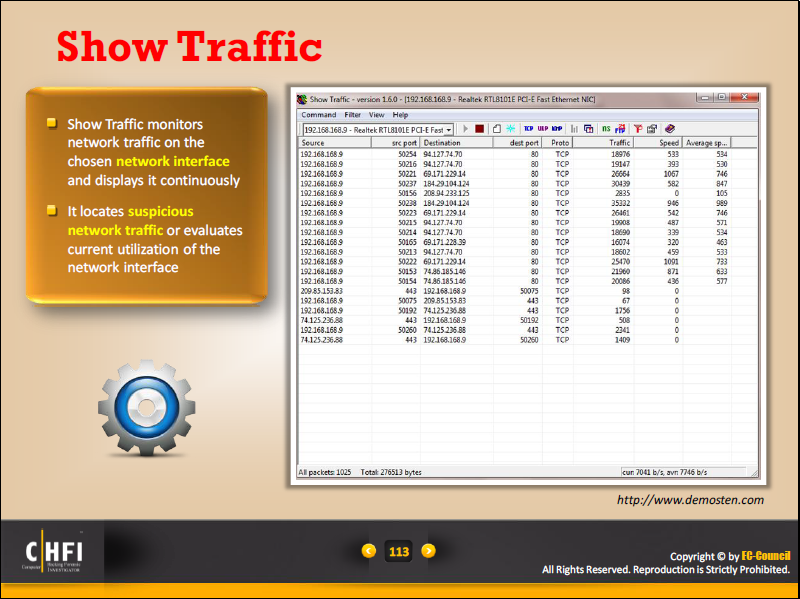 Show Traffic
Show Traffic monitors
network traffic on the
chosen network interface
and displays it continuously
It locates suspicious
network traffic or evaluates
current utilization of the
network interface
Show Traffic - version 1.6.0 - [192.168.168.9 - Realtek RTL8101E PCI-E Fast Ethernet NIC]
Command Filter View Help
192.168.168.9 - Realtek RTL8101E PCI-E Fast TCP UDP ICMP ns
Source src port Destination dest port Proto Traffic Speed Average sp...
192.168.168.9 50254 94.127.74.70 80 TCP 18976 533 534
192.168.168.9 50216 94.127.74.70 80 TCP 19147 393 530
192.168.168.9 50221 69.171.229.14 80 TCP 26664 1067 746
192.168.168.9 50237 184.29.104.124 80 TCP 30439 582 847
192.168.168.9 50156 208.94.233.125 80 TCP 2835 0 105
192.168.168.9 50238 184.29.104.124 80 TCP 35332 946 989
192.168.168.9 50223 69.171.229.14 80 TCP 26461 542 746
192.168.168.9 50215 94.127.74.70 80 TCP 19908 487 571
192.168.168.9 50214 94.127.74.70 80 TCP 18690 339 534
192.168.168.9 50165 69.171.228.39 80 TCP 16074 320 463
192.168.168.9 50213 94.127.74.70 80 TCP 18602 459 533
192.168.168.9 50222 69.171.229.14 80 TCP 25470 1091 733
192.168.168.9 50153 74.86.185.146 80 TCP 21960 871 633
192.168.168.9 50154 74.86.185.146 80 TCP 20086 436 577
209.85.153.83 443 192.168.168.9 50075 TCP 98 0
192.168.168.9 50075 209.85.153.83 443 TCP 67 0
192.168.168.9 50192 74.125.236.88 443 TCP 1756 0
74.125.236.88 443 192.168.168.9 50192 TCP 508 0
192.168.168.9 50260 74.125.236.88 443 TCP 2341 0
74.125.236.88 443 192.168.168.9 50260 TCP 1409 0
All packets: 1025 Total: 276513 bytes cur: 7041 b/s, avr: 7746 b/s
http://www.demosten.com
CHFI
Computer Hacking Forensic
INVESTIGATOR
113
Copyright © by EC-Council
All Rights Reserved. Reproduction is Strictly Prohibited.